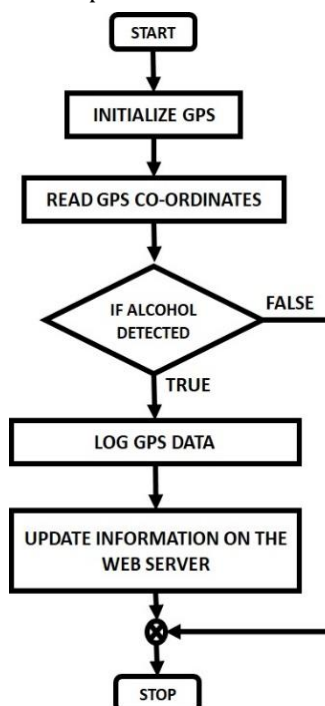 START
INITIALIZE GPS
READ GPS CO-ORDINATES
IF ALCOHOL
DETECTED
FALSE
TRUE
LOG GPS DATA
UPDATE INFORMATION ON THE
WEB SERVER
STOP